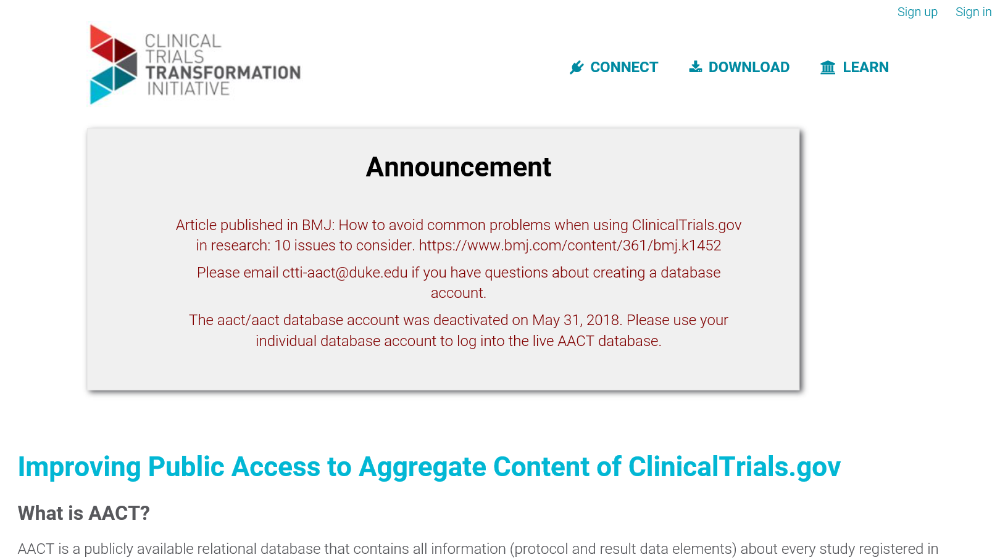 Sign up Sign in
CLINICAL
TRIALS
TRANSFORMATION
INITIATIVE
CONNECT DOWNLOAD LEARN
Announcement
Article published in BMJ: How to avoid common problems when using ClinicalTrials.gov
in research: 10 issues to consider. https://www.bmj.com/content/361/bmj.k1452
Please email ctti-aact@duke.edu if you have questions about creating a database
account.
The aact/aact database account was deactivated on May 31, 2018. Please use your
individual database account to log into the live AACT database.
Improving Public Access to Aggregate Content of ClinicalTrials.gov
What is AACT?
AACT is a publicly available relational database that contains all information (protocol and result data elements) about every study registered in